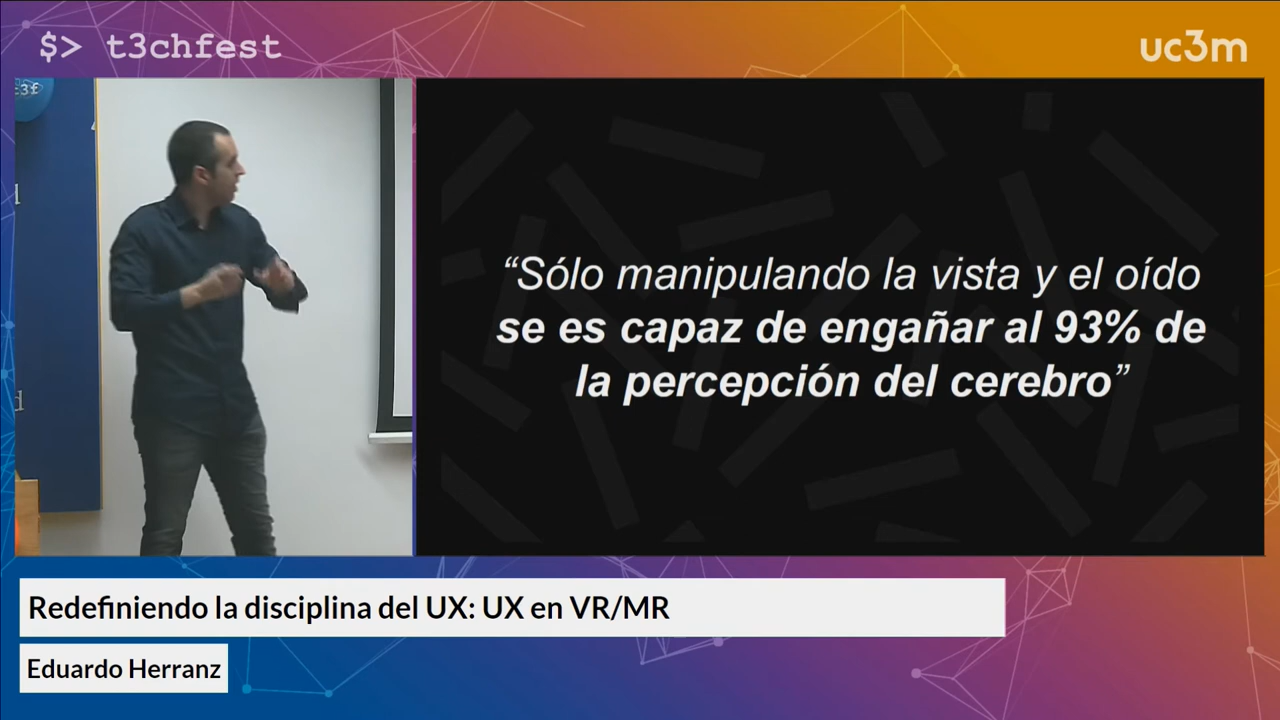 $> t3chfest
uc3m
c3f
d
d
“Sólo manipulando la vista y el oído
se es capaz de engañar al 93% de
la percepción del cerebro”
Redefiniendo la disciplina del UX: UX en VR/MR
Eduardo Herranz